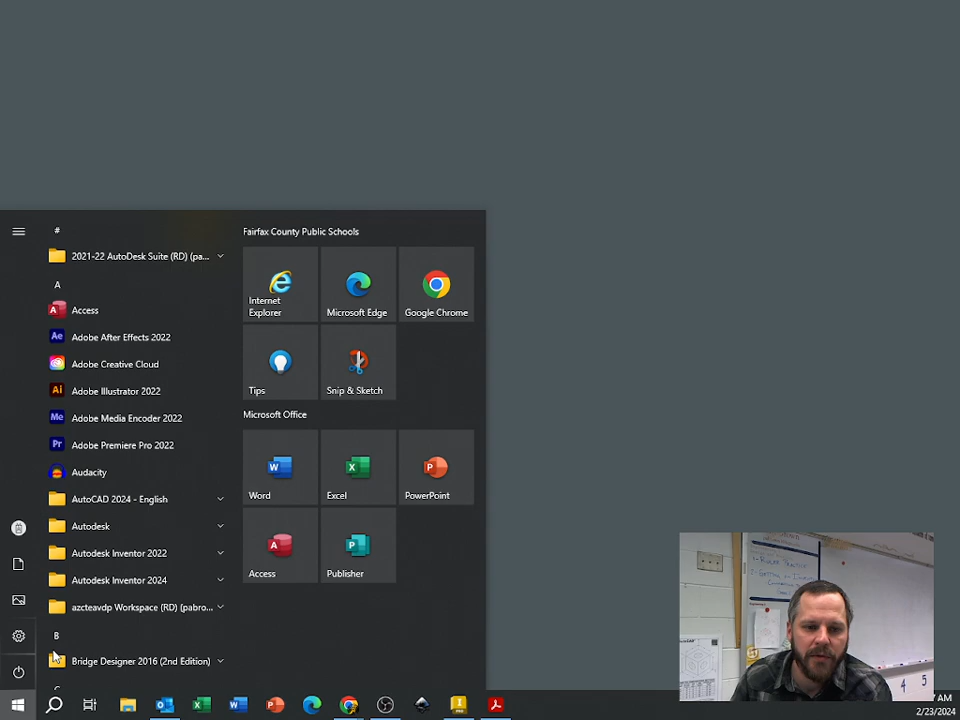 Fairfax County Public Schools
#
2021-22 AutoDesk Suite (RD) (pa...
A
Access
Adobe After Effects 2022
Adobe Creative Cloud
Adobe Illustrator 2022
Adobe Media Encoder 2022
Adobe Premiere Pro 2022
Audacity
AutoCAD 2024 - English
Autodesk
Autodesk Inventor 2022
Autodesk Inventor 2024
azcteavdp Workspace (RD) (pabro...
B
Bridge Designer 2016 (2nd Edition)
Internet
Explorer
Microsoft Edge
Google Chrome
Tips
Snip & Sketch
Microsoft Office
Word
Excel
PowerPoint
Access
Publisher
4 5
AM
2/23/2024